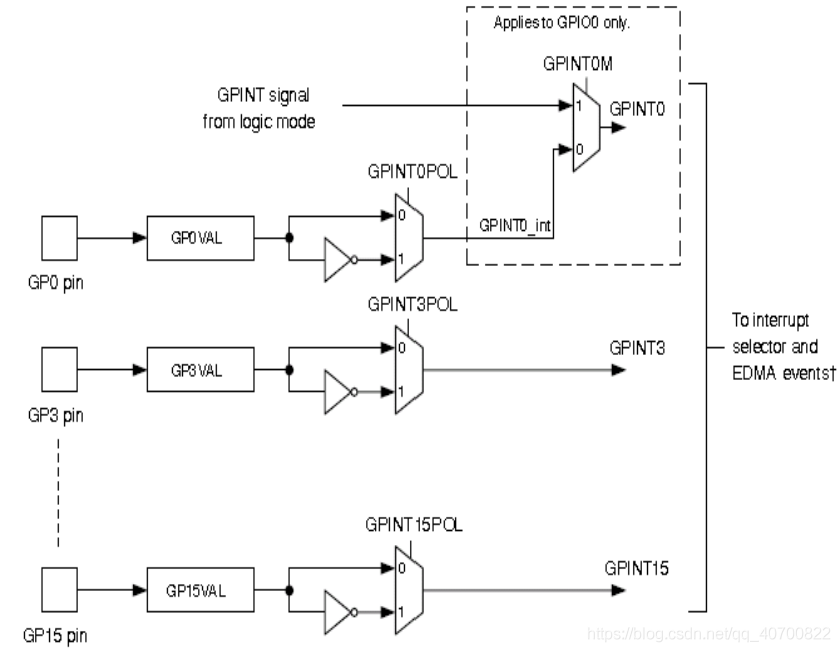 Applies to GPIO0 only.
GPINT0M
GPINT signal
from logic mode
1
GPINT0
0
GPINT0POL
0
GP0VAL
GPINT0_int
1
GP0 pin
GPINT3POL
0
GP3VAL
GPINT3
1
GP3 pin
To interrupt
selector and
EDMA events†
GPINT15POL
0
GP15VAL
GPINT15
1
GP15 pin
https://blog.csdn.net/qq_40700822